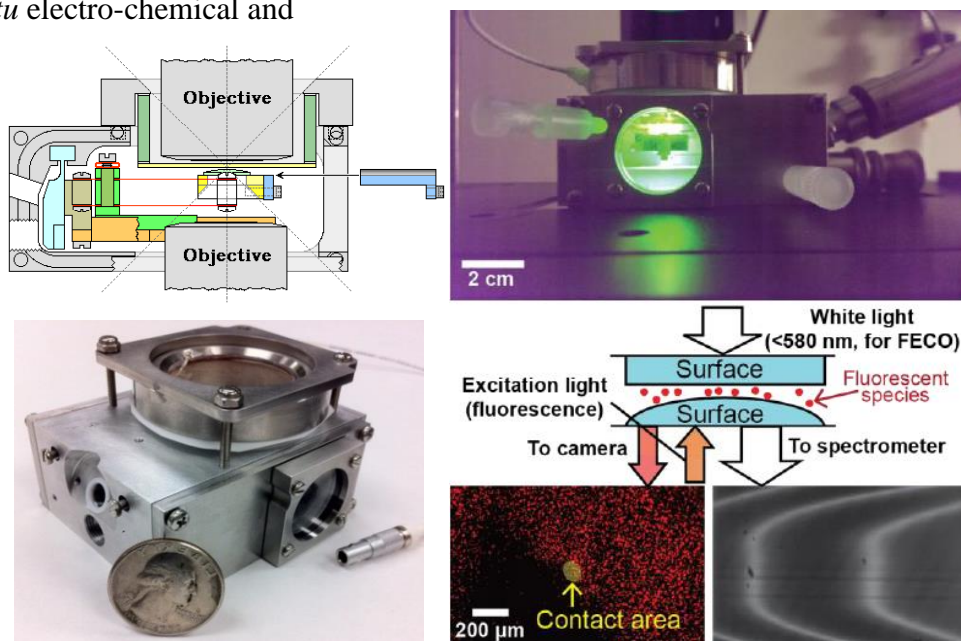 tu electro-chemical and
Objective
Objective
2 cm
White light
(<580 nm, for FECO)
Surface
Excitation light
(fluorescence)
Fluorescent
species
Surface
To camera
To spectrometer
Contact area
200 µm